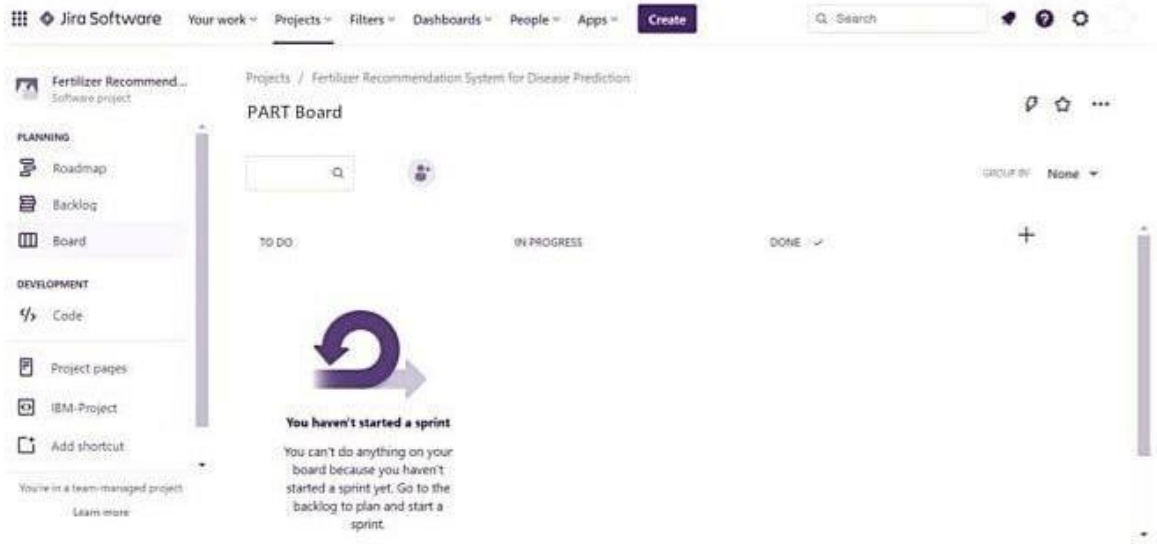 Jira Software Your work Projects Filters Dashboards People Apps Create Search
Fertilizer Recommend...
Software project
Projects / Fertilizer Recommendation System for Disease Prediction
PART Board
PLANNING
Roadmap
Backlog
Board
DEVELOPMENT
Code
Project pages
IBM-Project
Add shortcut
You're in a team-managed project
Learn more
GROUP BY None
TO DO IN PROGRESS DONE
You haven't started a sprint
You can't do anything on your
board because you haven't
started a sprint yet. Go to the
backlog to plan and start a
sprint.